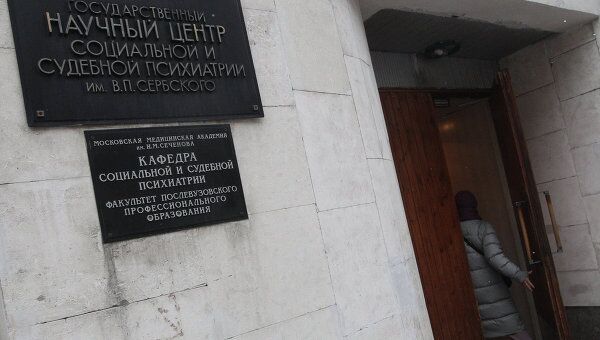 ГОСУДАРСТВЕННЫЙ
НАУЧНЫЙ ЦЕНТР
СОЦИАЛЬНОЙ И
СУДЕБНОЙ ПСИХИАТРИИ
ИМ. В.П. СЕРБСКОГО
МОСКОВСКАЯ МЕДИЦИНСКАЯ АКАДЕМИЯ
ИМ. И.М. СЕЧЕНОВА
КАФЕДРА
СОЦИАЛЬНОЙ И СУДЕБНОЙ
ПСИХИАТРИИ
ФАКУЛЬТЕТ ПОСЛЕВУЗОВСКОГО
ПРОФЕССИОНАЛЬНОГО
ОБРАЗОВАНИЯ